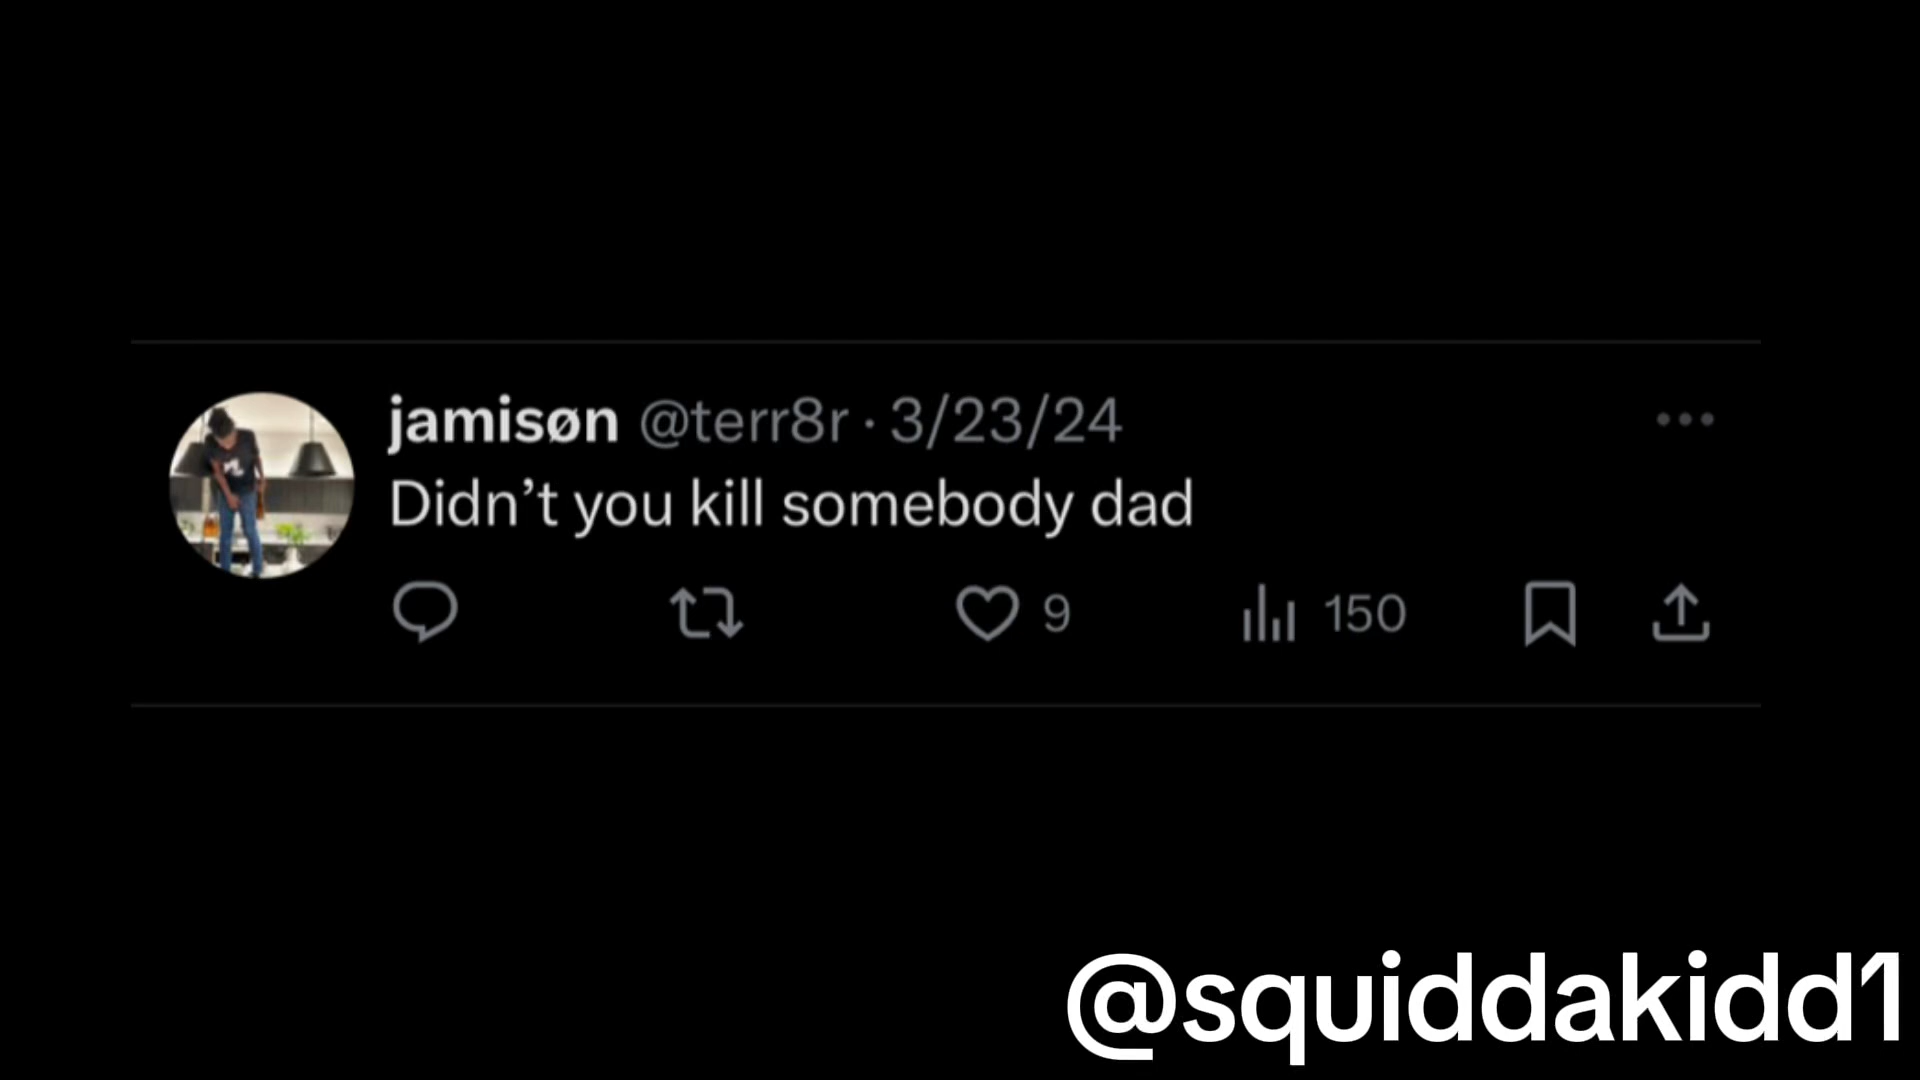 jamisøn @terr8r · 3/23/24
Didn’t you kill somebody dad
9 150
@squiddakidd1